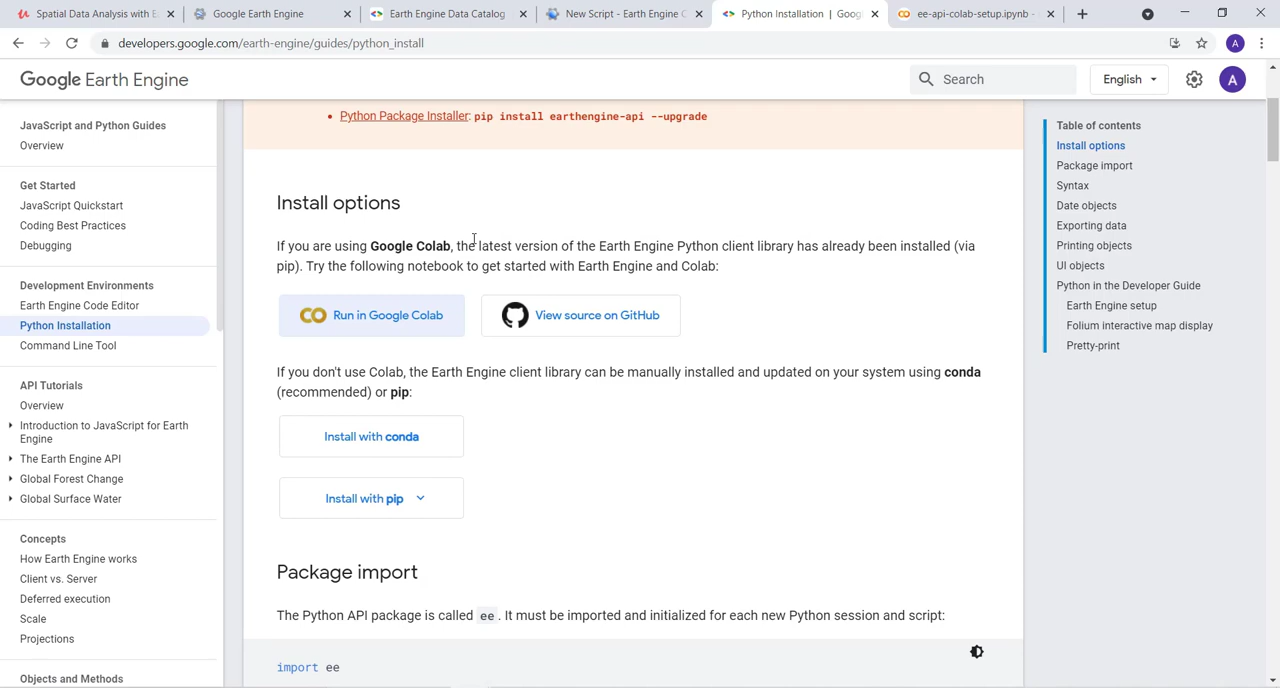 Spatial Data Analysis with E
Google Earth Engine
Earth Engine Data Catalog
New Script - Earth Engine C
Python Installation | Goog
ee-api-colab-setup.ipynb -
developers.google.com/earth-engine/guides/python_install
A
Google Earth Engine
Search
English
A
JavaScript and Python Guides
Overview
Get Started
JavaScript Quickstart
Coding Best Practices
Debugging
Development Environments
Earth Engine Code Editor
Python Installation
Command Line Tool
API Tutorials
Overview
Introduction to JavaScript for Earth
Engine
The Earth Engine API
Global Forest Change
Global Surface Water
Concepts
How Earth Engine works
Client vs. Server
Deferred execution
Scale
Projections
Objects and Methods
• Python Package Installer: pip install earthengine-api --upgrade
Install options
If you are using Google Colab, the latest version of the Earth Engine Python client library has already been installed (via
pip). Try the following notebook to get started with Earth Engine and Colab:
Run in Google Colab
View source on GitHub
If you don't use Colab, the Earth Engine client library can be manually installed and updated on your system using conda
(recommended) or pip:
Install with conda
Install with pip
Package import
The Python API package is called ee. It must be imported and initialized for each new Python session and script:
import ee
Table of contents
Install options
Package import
Syntax
Date objects
Exporting data
Printing objects
UI objects
Python in the Developer Guide
Earth Engine setup
Folium interactive map display
Pretty-print